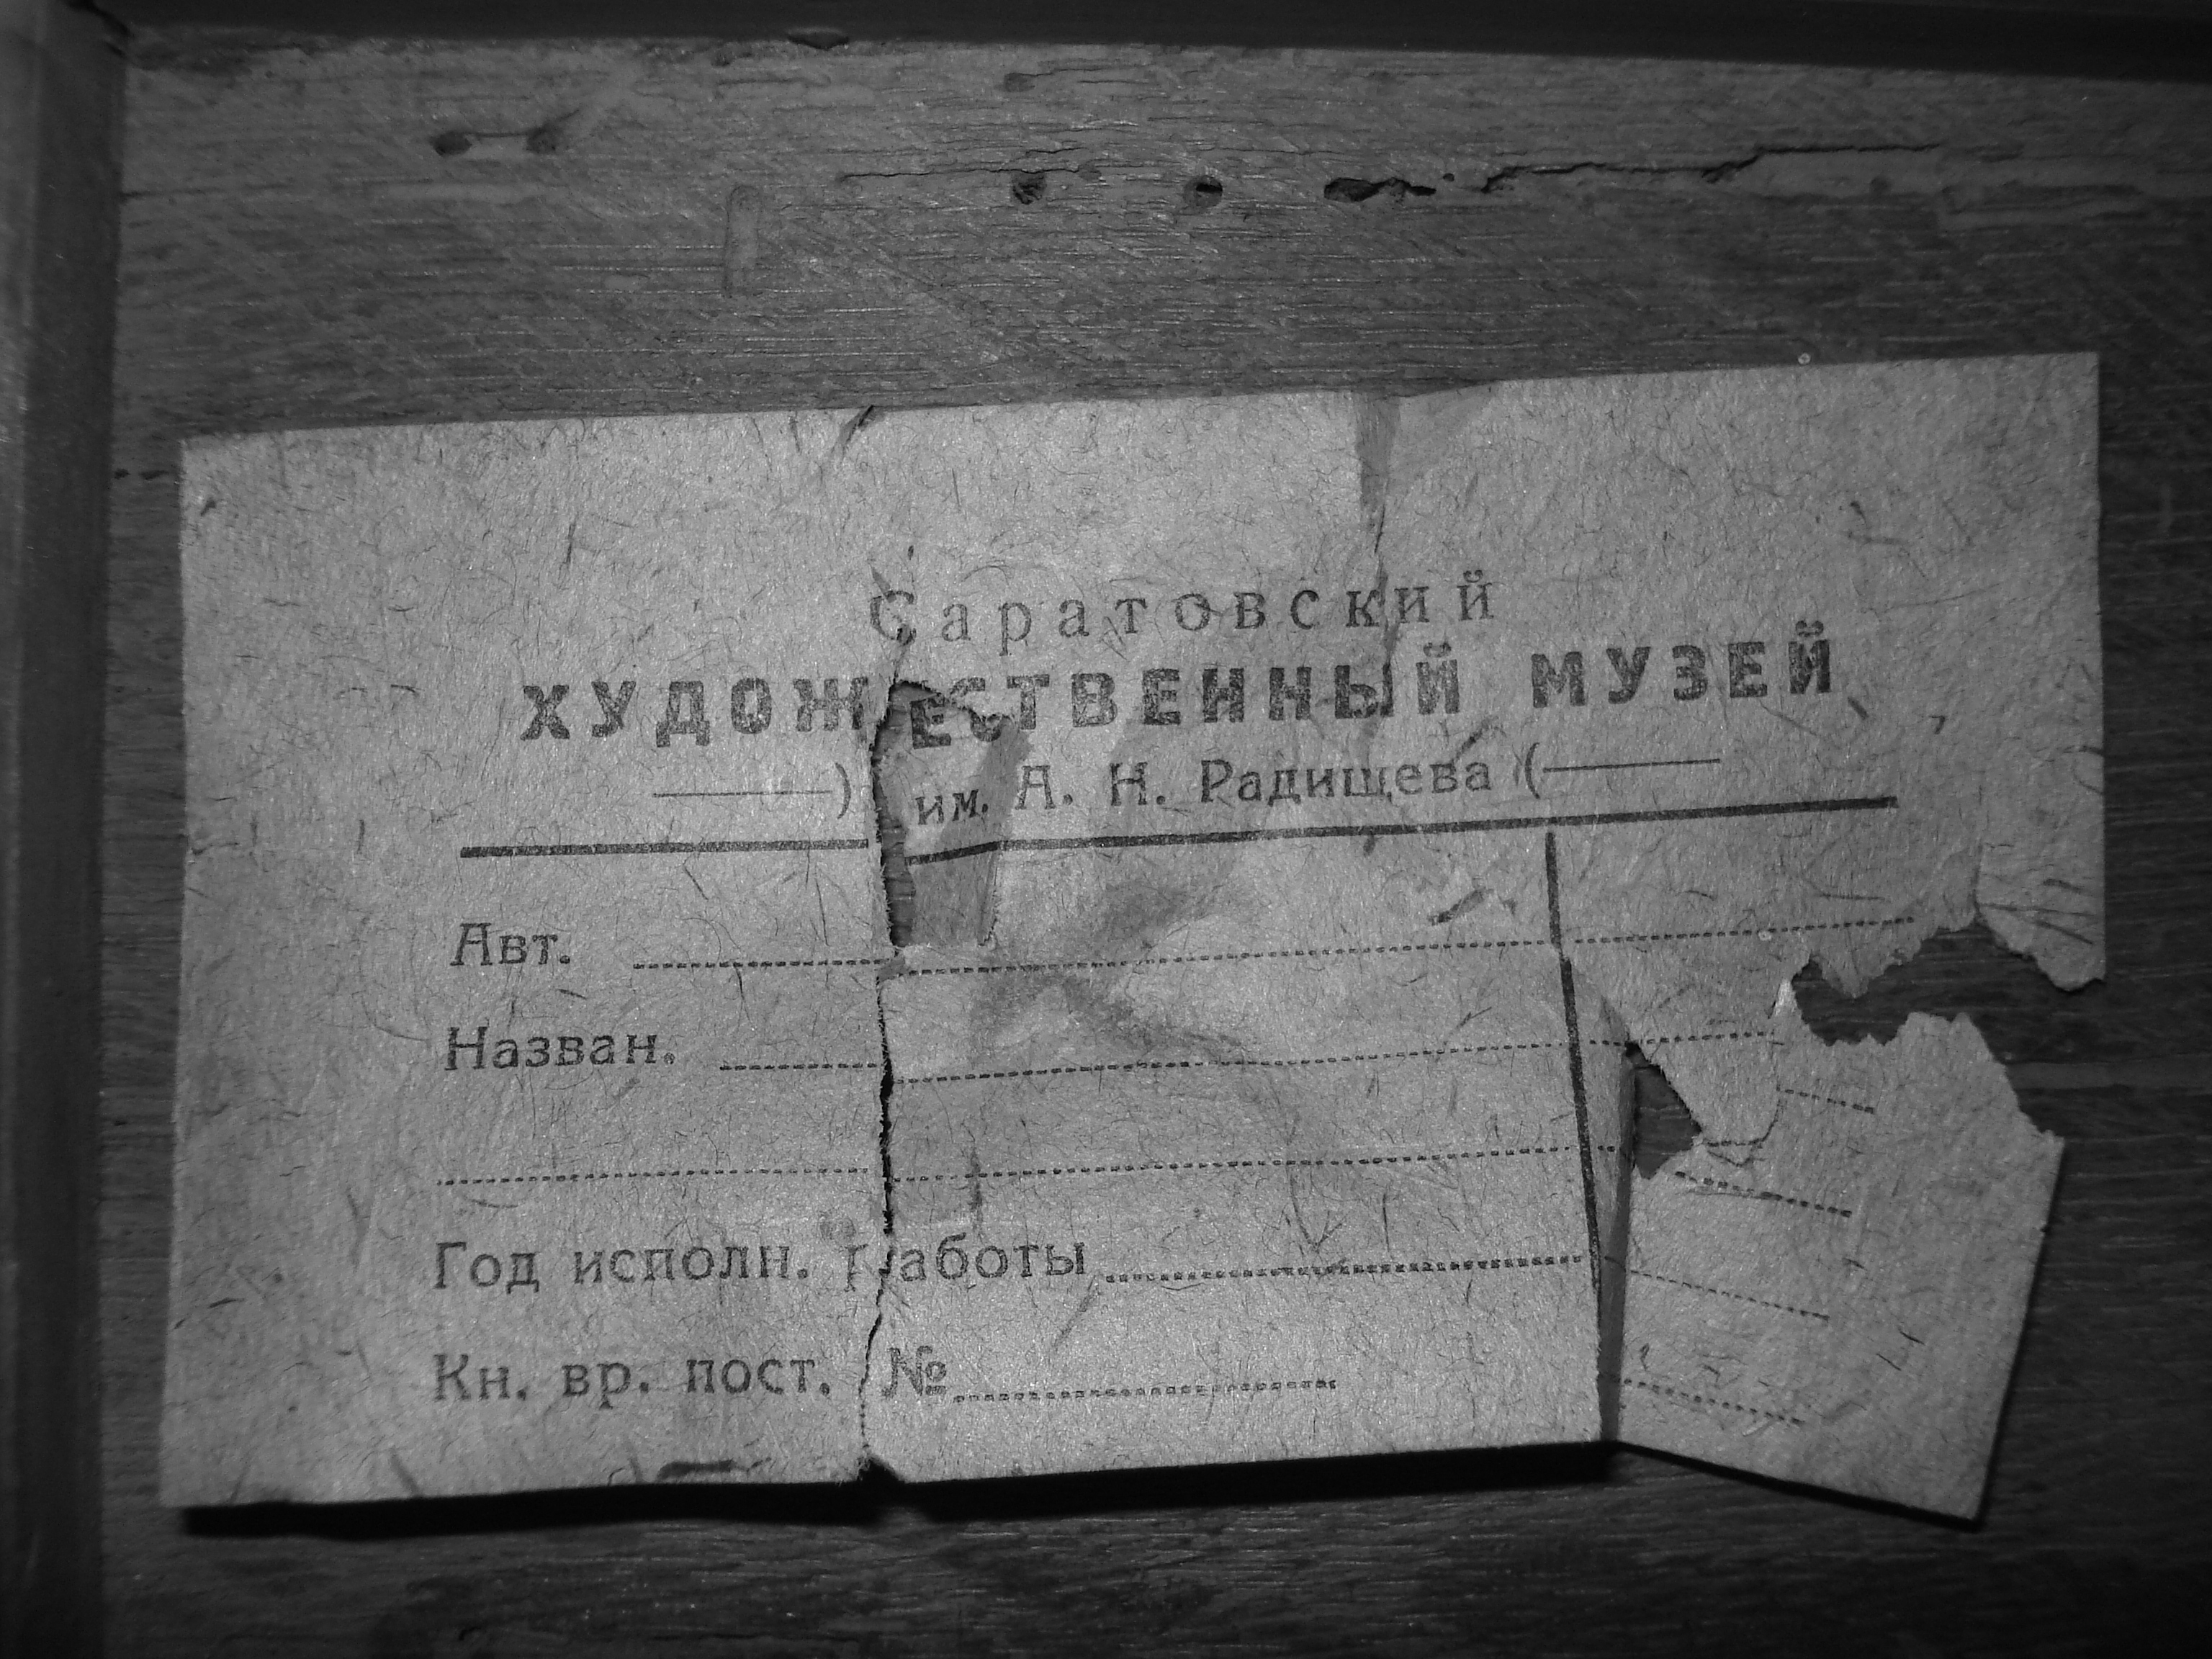 Саратовский
ХУДОЖЕСТВЕННЫЙ МУЗЕЙ
) им. А. Н. Радищева (
Авт.
Назван.
Год исполн. работы
Кн. вр. пост. №